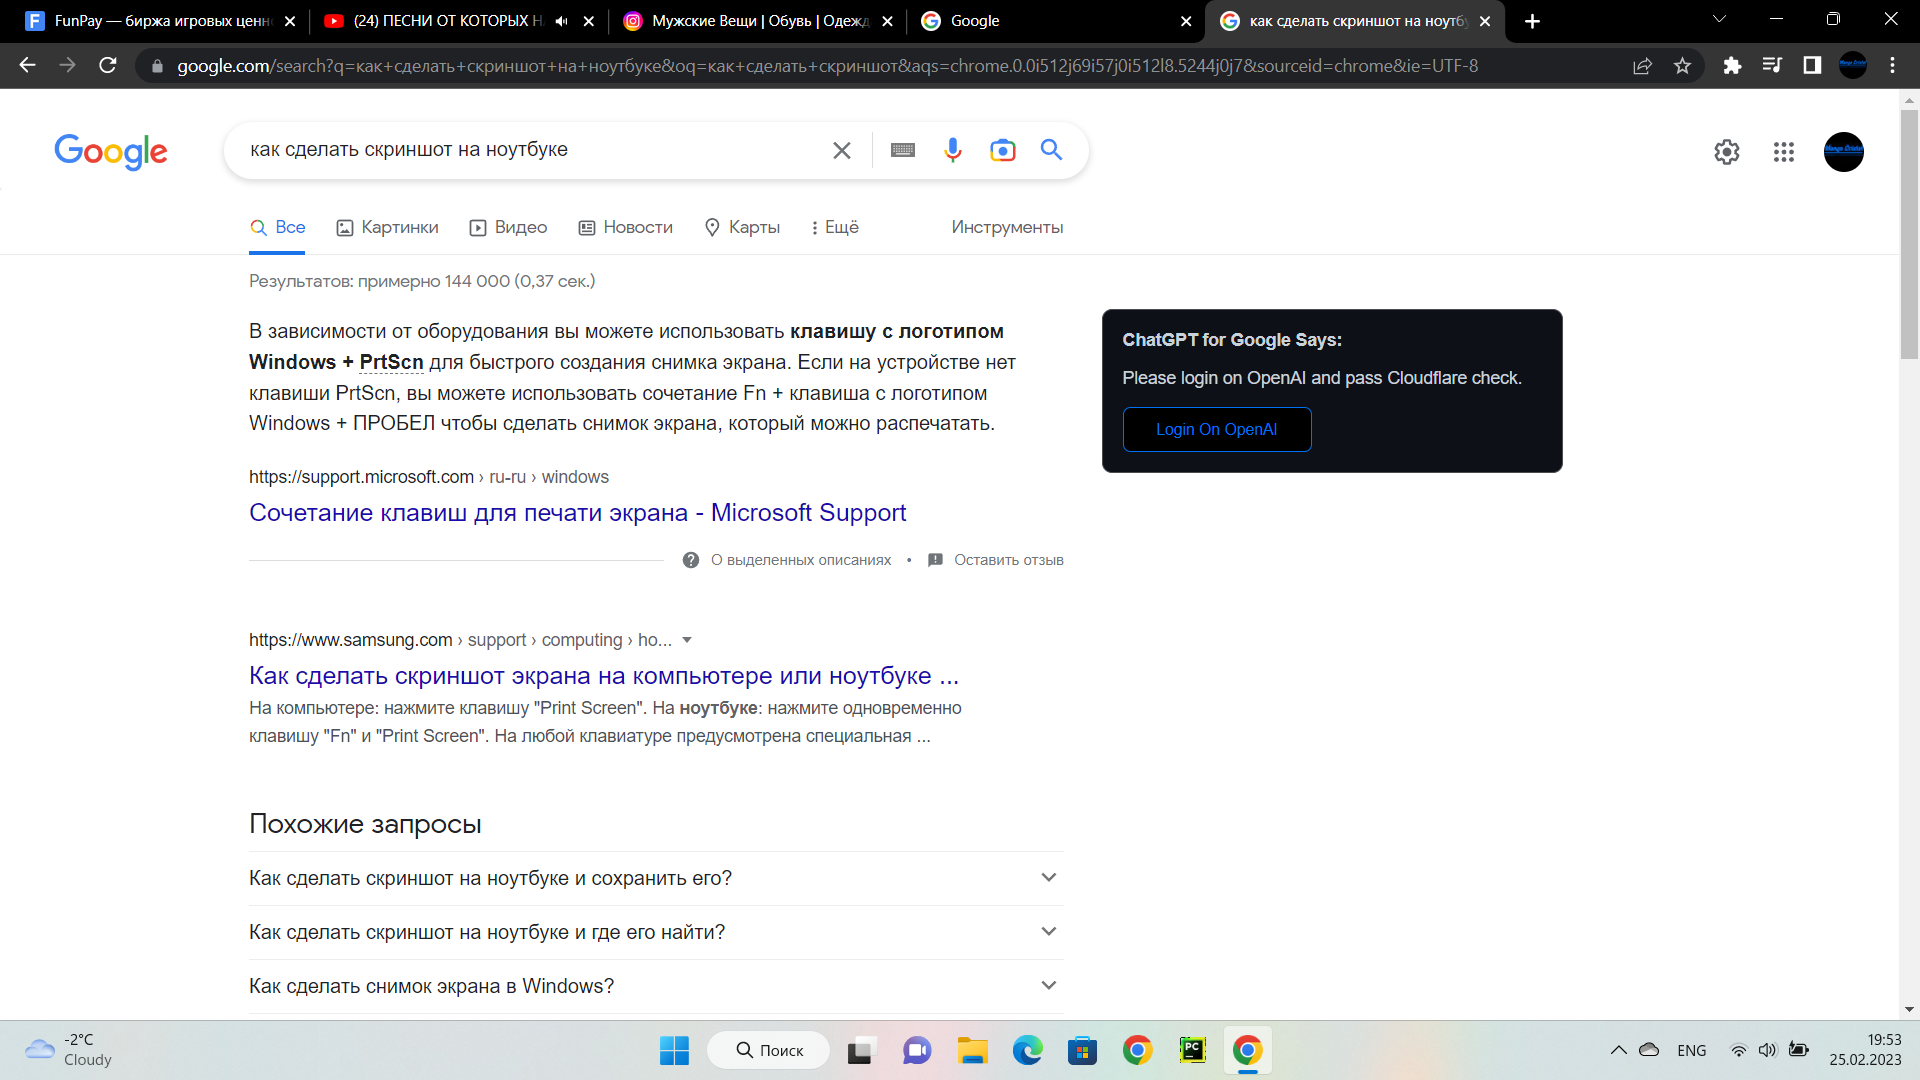 FunPay — биржа игровых ценн
(24) ПЕСНИ ОТ КОТОРЫХ Н
Мужские Вещи | Обувь | Одежд
Google
как сделать скриншот на ноутбу
google.com/search?q=как+сделать+скриншот+на+ноутбуке&oq=как+сделать+скриншот&aqs=chrome.0.0i512j69i57j0i512l8.5244j0j7&sourceid=chrome&ie=UTF-8
Google
как сделать скриншот на ноутбуке
Все
Картинки
Видео
Новости
Карты
Ещё
Инструменты
Результатов: примерно 144 000 (0,37 сек.)
В зависимости от оборудования вы можете использовать клавишу с логотипом
Windows + PrtScn для быстрого создания снимка экрана. Если на устройстве нет
клавиши PrtScn, вы можете использовать сочетание Fn + клавиша с логотипом
Windows + ПРОБЕЛ чтобы сделать снимок экрана, который можно распечатать.
https://support.microsoft.com › ru-ru › windows
Сочетание клавиш для печати экрана - Microsoft Support
О выделенных описаниях • Оставить отзыв
ChatGPT for Google Says:
Please login on OpenAI and pass Cloudflare check.
Login On OpenAI
https://www.samsung.com › support › computing › ho...
Как сделать скриншот экрана на компьютере или ноутбуке ...
На компьютере: нажмите клавишу "Print Screen". На ноутбуке: нажмите одновременно
клавишу "Fn" и "Print Screen". На любой клавиатуре предусмотрена специальная ...
Похожие запросы
Как сделать скриншот на ноутбуке и сохранить его?
Как сделать скриншот на ноутбуке и где его найти?
Как сделать снимок экрана в Windows?
-2°C
Cloudy
Поиск
PC
ENG
19:53
25.02.2023